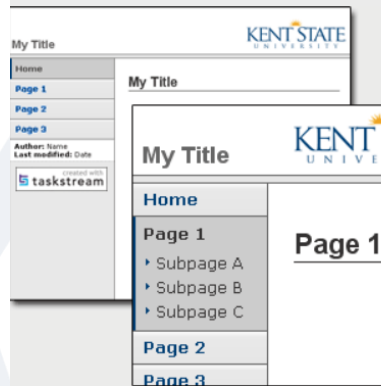 My Title
KENT STATE
UNIVERSITY
Home
Page 1
Page 2
Page 3
Author: Name
Last modified: Date
created with
taskstream
My Title
My Title
KENT
UNIVE
Home
Page 1
Subpage A
Subpage B
Subpage C
Page 2
Page 3
Page 1